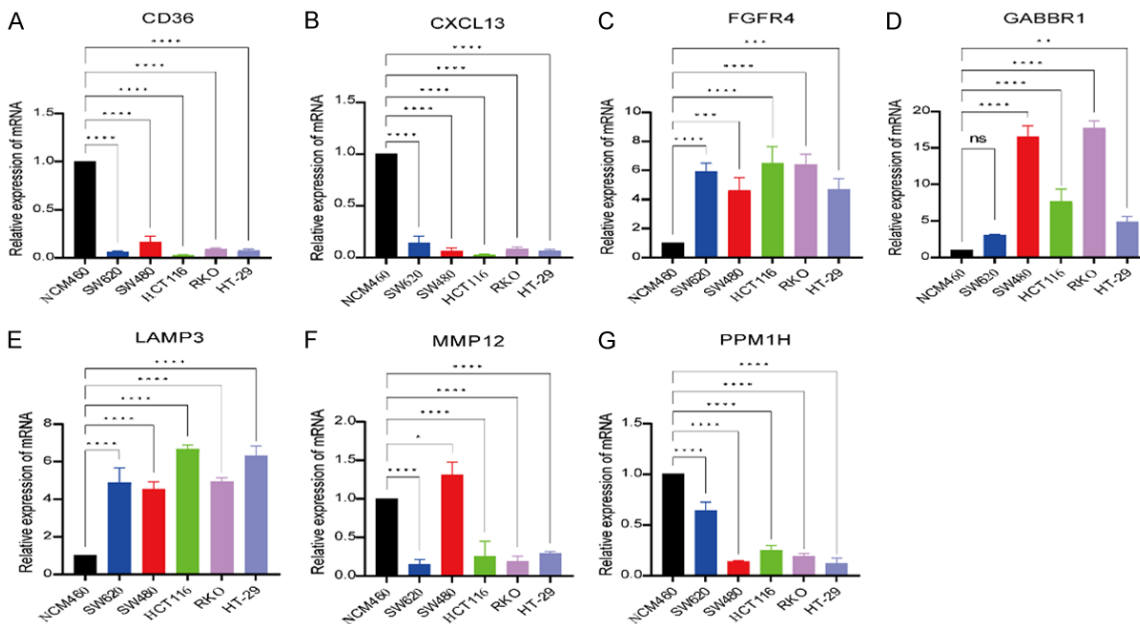 A
CD36
Relative expression of mRNA
1.5
1.0
0.5
0.0
****
****
****
****
****
NCM460
SW620
SW480
HCT116
RKO
HT-29
B
CXCL13
Relative expression of mRNA
1.5
1.0
0.5
0.0
****
****
****
****
****
NCM460
SW620
SW480
HCT116
RKO
HT-29
C
FGFR4
Relative expression of mRNA
10
8
6
4
2
0
***
****
****
***
****
NCM460
SW620
SW480
HCT116
RKO
HT-29
D
GABBR1
Relative expression of mRNA
20
15
10
5
0
**
****
****
****
ns
NCM460
SW620
SW480
HCT116
RKO
HT-29
E
LAMP3
Relative expression of mRNA
8
6
4
2
0
****
****
****
****
****
NCM460
SW620
SW480
HCT116
RKO
HT-29
F
MMP12
Relative expression of mRNA
2.0
1.5
1.0
0.5
0.0
****
****
****
*
****
NCM460
SW620
SW480
HCT116
RKO
HT-29
G
PPM1H
Relative expression of mRNA
1.5
1.0
0.5
0.0
****
****
****
****
****
NCM460
SW620
SW480
HCT116
RKO
HT-29